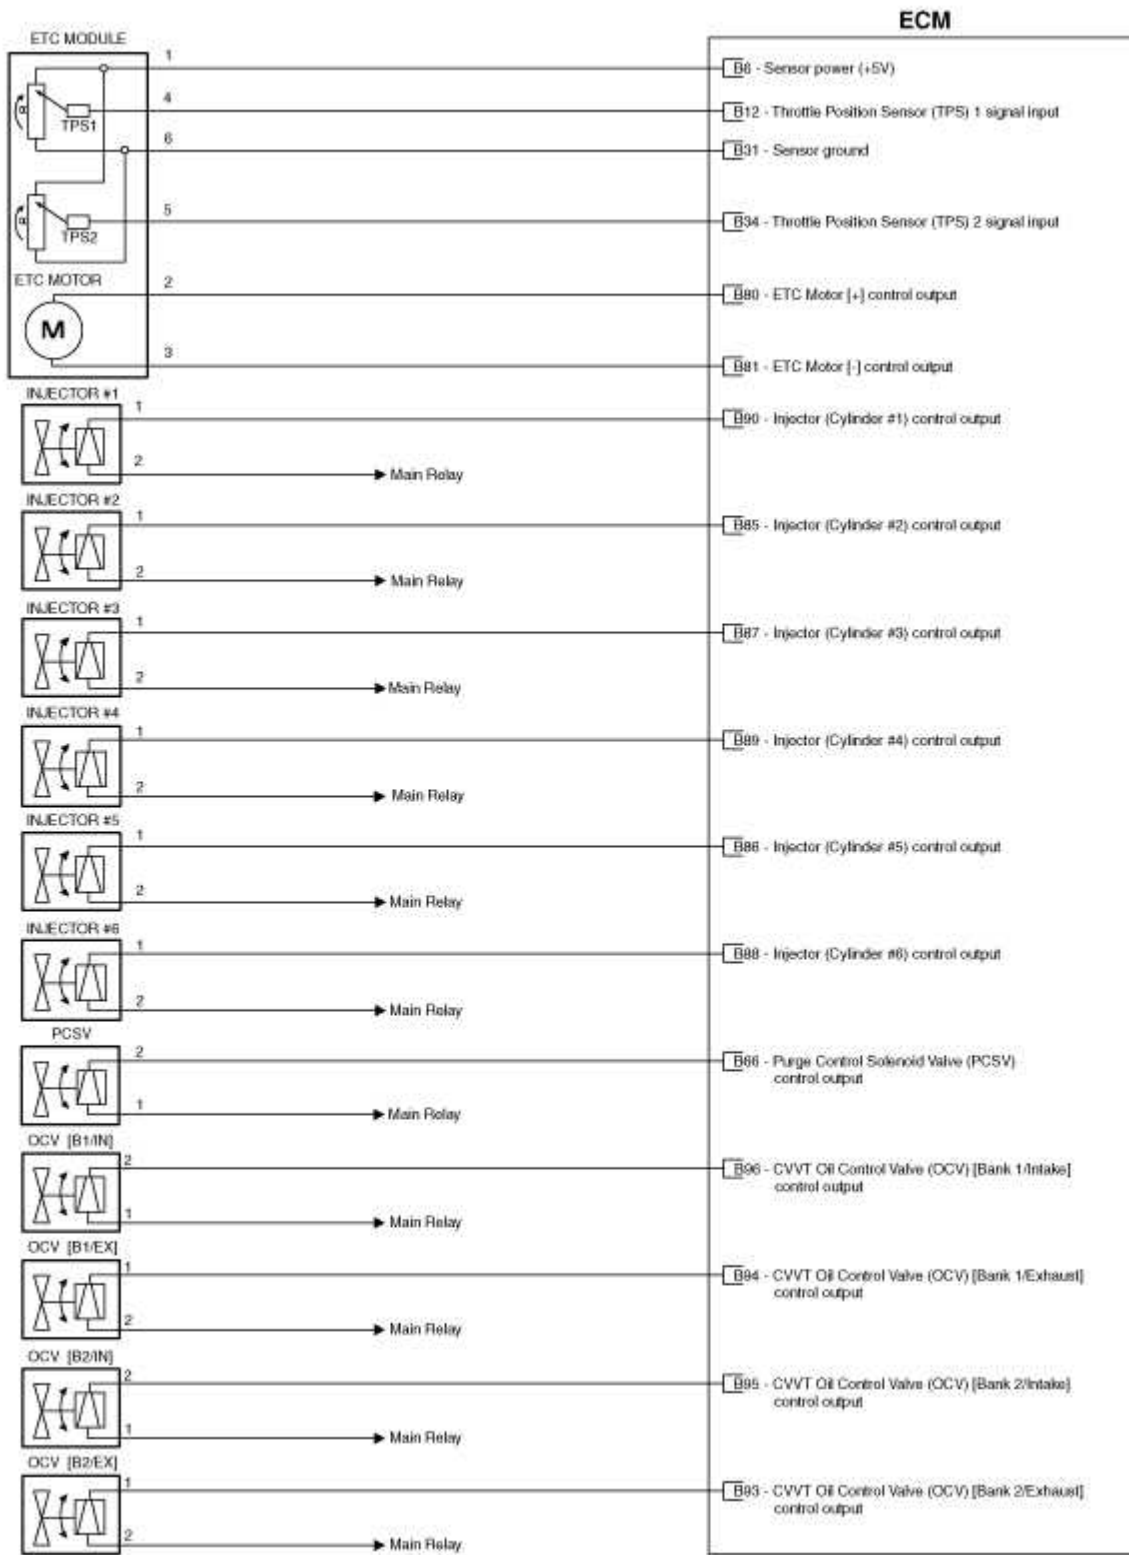 ECM
ETC MODULE
1
B6 - Sensor power (+5V)
4
B12 - Throttle Position Sensor (TPS) 1 signal input
TPS1
6
B31 - Sensor ground
5
B34 - Throttle Position Sensor (TPS) 2 signal input
TPS2
ETC MOTOR
2
B80 - ETC Motor [+] control output
M
3
B81 - ETC Motor [-] control output
INJECTOR #1
1
B90 - Injector (Cylinder #1) control output
2
Main Relay
INJECTOR #2
1
B85 - Injector (Cylinder #2) control output
2
Main Relay
INJECTOR #3
1
B87 - Injector (Cylinder #3) control output
2
Main Relay
INJECTOR #4
1
B89 - Injector (Cylinder #4) control output
2
Main Relay
INJECTOR #5
1
B86 - Injector (Cylinder #5) control output
2
Main Relay
INJECTOR #6
1
B88 - Injector (Cylinder #6) control output
2
Main Relay
PCSV
2
B66 - Purge Control Solenoid Valve (PCSV)
control output
1
Main Relay
OCV [B1/IN]
2
B96 - CVVT Oil Control Valve (OCV) [Bank 1/Intake]
control output
1
Main Relay
OCV [B1/EX]
1
B94 - CVVT Oil Control Valve (OCV) [Bank 1/Exhaust]
control output
2
Main Relay
OCV [B2/IN]
2
B95 - CVVT Oil Control Valve (OCV) [Bank 2/Intake]
control output
1
Main Relay
OCV [B2/EX]
1
B93 - CVVT Oil Control Valve (OCV) [Bank 2/Exhaust]
control output
2
Main Relay